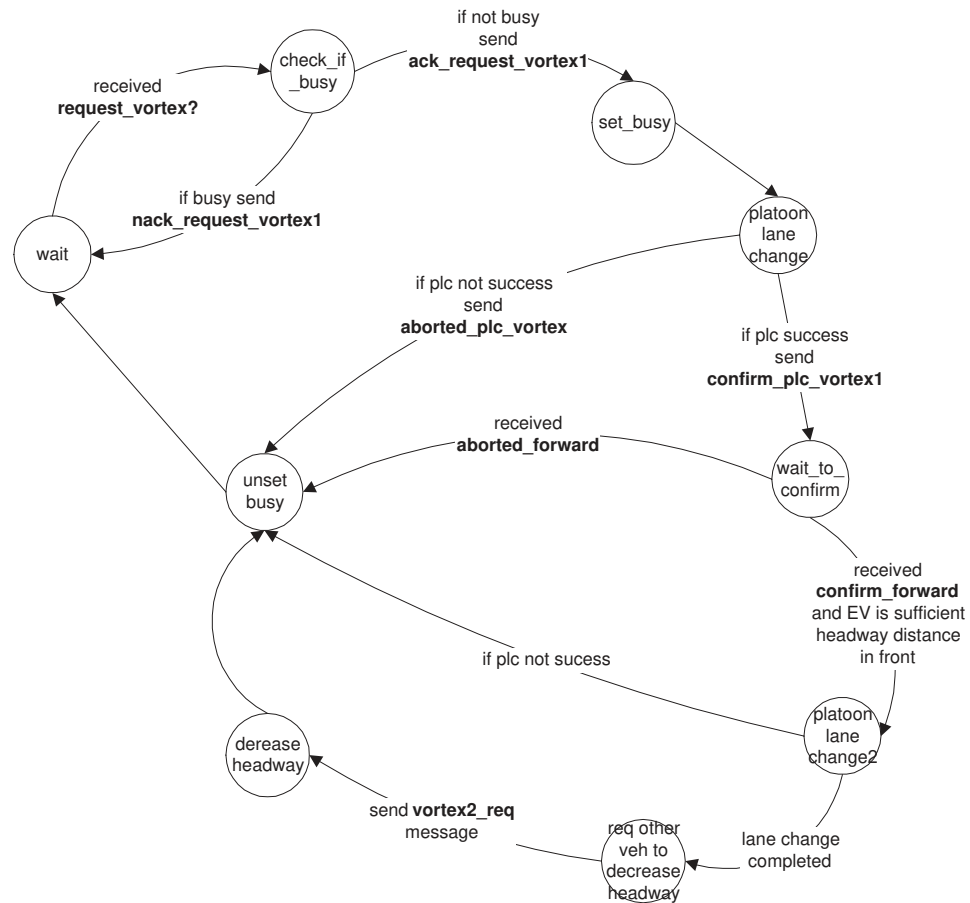 if not busy
send
ack_request_vortex1
check_if
_busy
received
request_vortex?
set_busy
if busy send
nack_request_vortex1
wait
platoon
lane
change
if plc not success
send
aborted_plc_vortex
if plc success
send
confirm_plc_vortex1
received
aborted_forward
wait_to_
confirm
unset
busy
received
confirm_forward
and EV is sufficient
headway distance
in front
if plc not sucess
platoon
lane
change2
derease
headway
send vortex2_req
message
req other
veh to
decrease
headway
lane change
completed